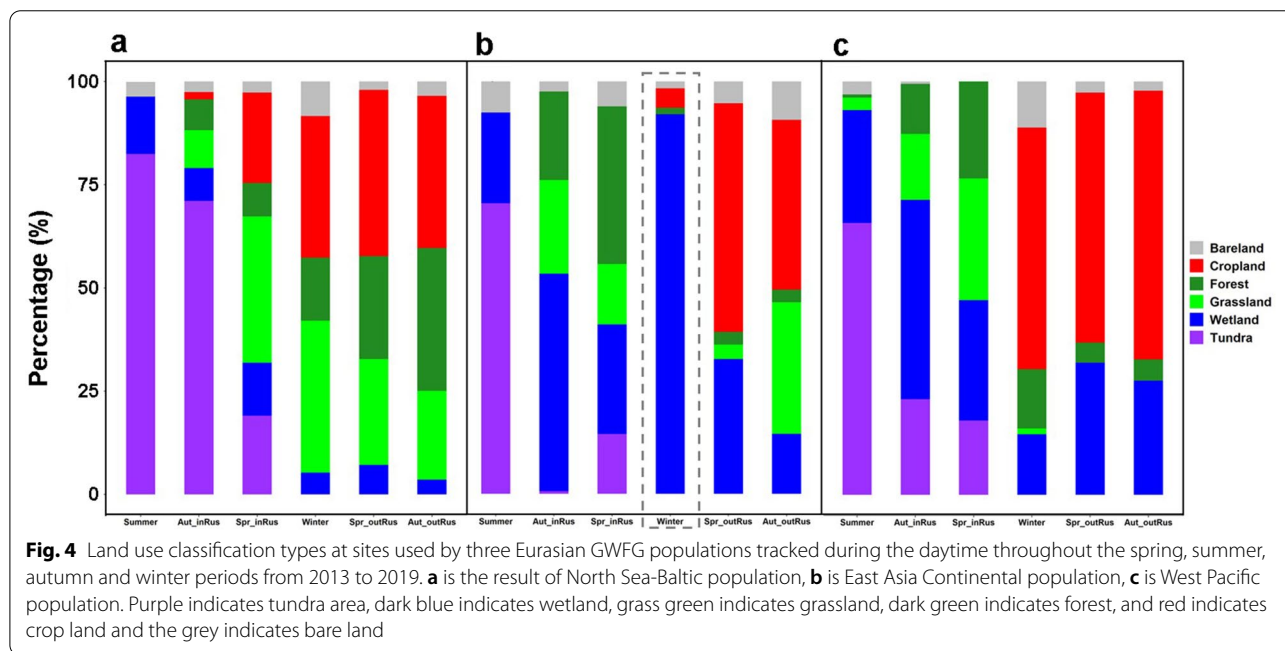 a b c
100
75
50
25
0
Percentage (%)
Bareland
Cropland
Forest
Grassland
Wetland
Tundra
Summer Aut_inRus Spr_inRus Winter Spr_outRus Aut_outRus Summer Aut_inRus Spr_inRus Winter Spr_outRus Aut_outRus Summer Aut_inRus Spr_inRus Winter Spr_outRus Aut_outRus
Fig. 4 Land use classification types at sites used by three Eurasian GWFG populations tracked during the daytime throughout the spring, summer,
autumn and winter periods from 2013 to 2019. a is the result of North Sea-Baltic population, b is East Asia Continental population, c is West Pacific
population. Purple indicates tundra area, dark blue indicates wetland, grass green indicates grassland, dark green indicates forest, and red indicates
crop land and the grey indicates bare land